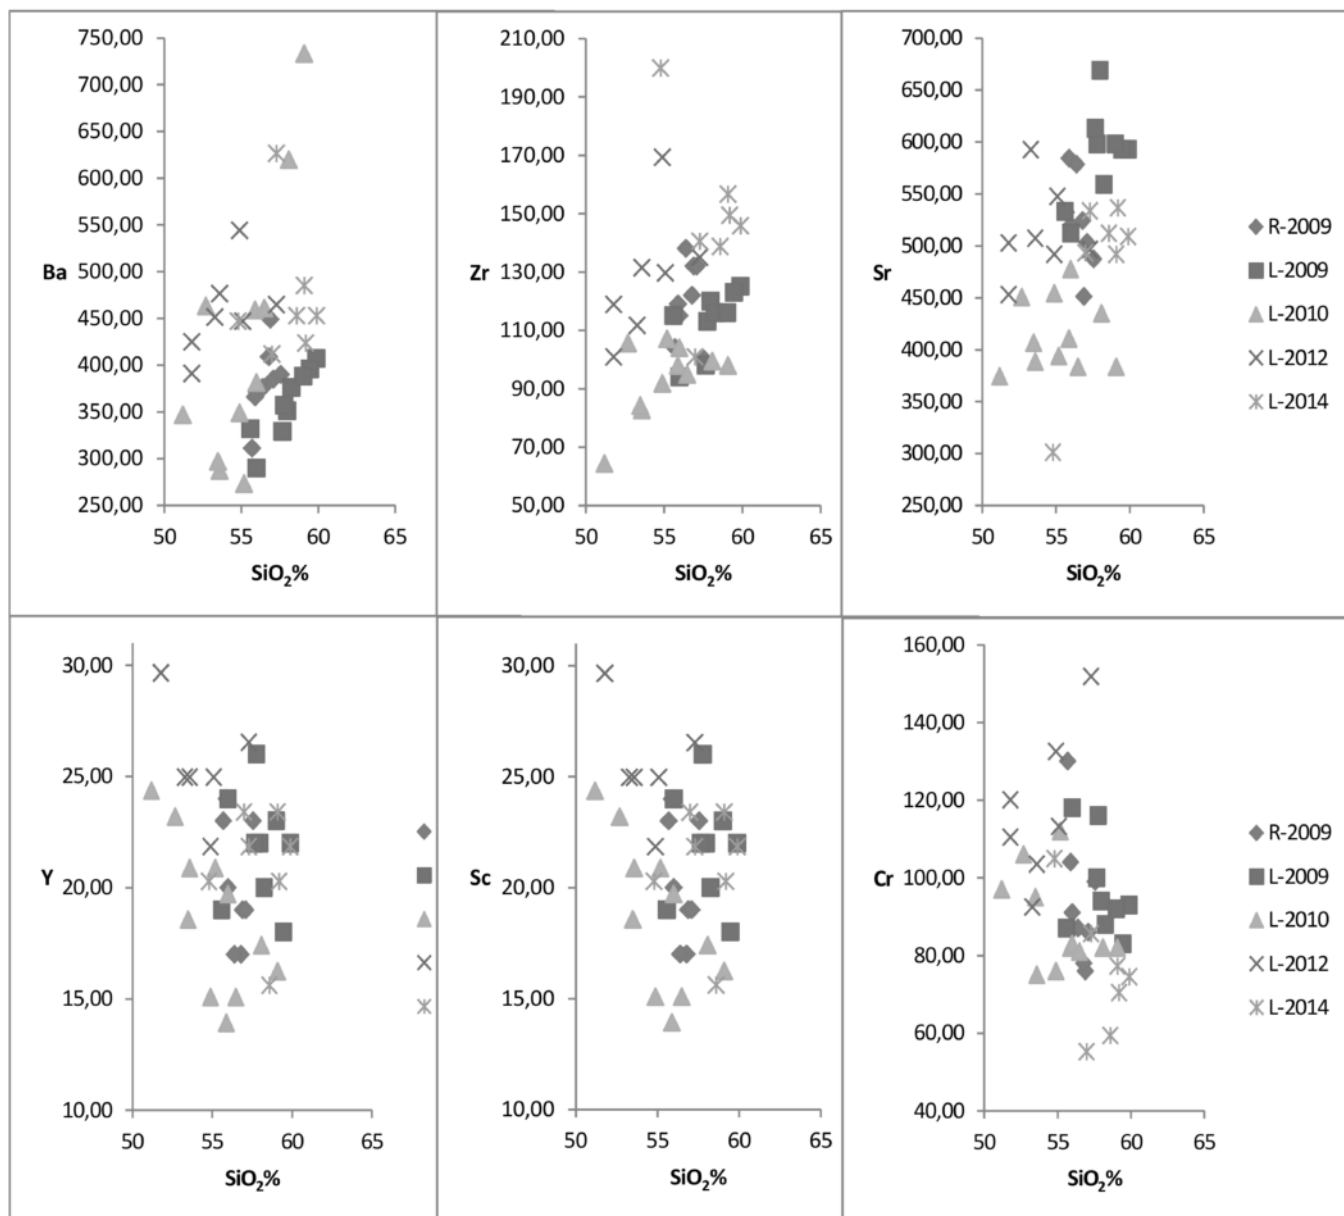 750,00
700,00
650,00
600,00
550,00
500,00
450,00
400,00
350,00
300,00
250,00
Ba
50 55 60 65
SiO₂%
210,00
190,00
170,00
150,00
130,00
110,00
90,00
70,00
50,00
Zr
50 55 60 65
SiO₂%
700,00
650,00
600,00
550,00
500,00
450,00
400,00
350,00
300,00
250,00
Sr
50 55 60 65
SiO₂%
R-2009
L-2009
L-2010
L-2012
L-2014
30,00
25,00
20,00
15,00
10,00
Y
50 55 60 65
SiO₂%
30,00
25,00
20,00
15,00
10,00
Sc
50 55 60 65
SiO₂%
160,00
140,00
120,00
100,00
80,00
60,00
40,00
Cr
50 55 60 65
SiO₂%
R-2009
L-2009
L-2010
L-2012
L-2014